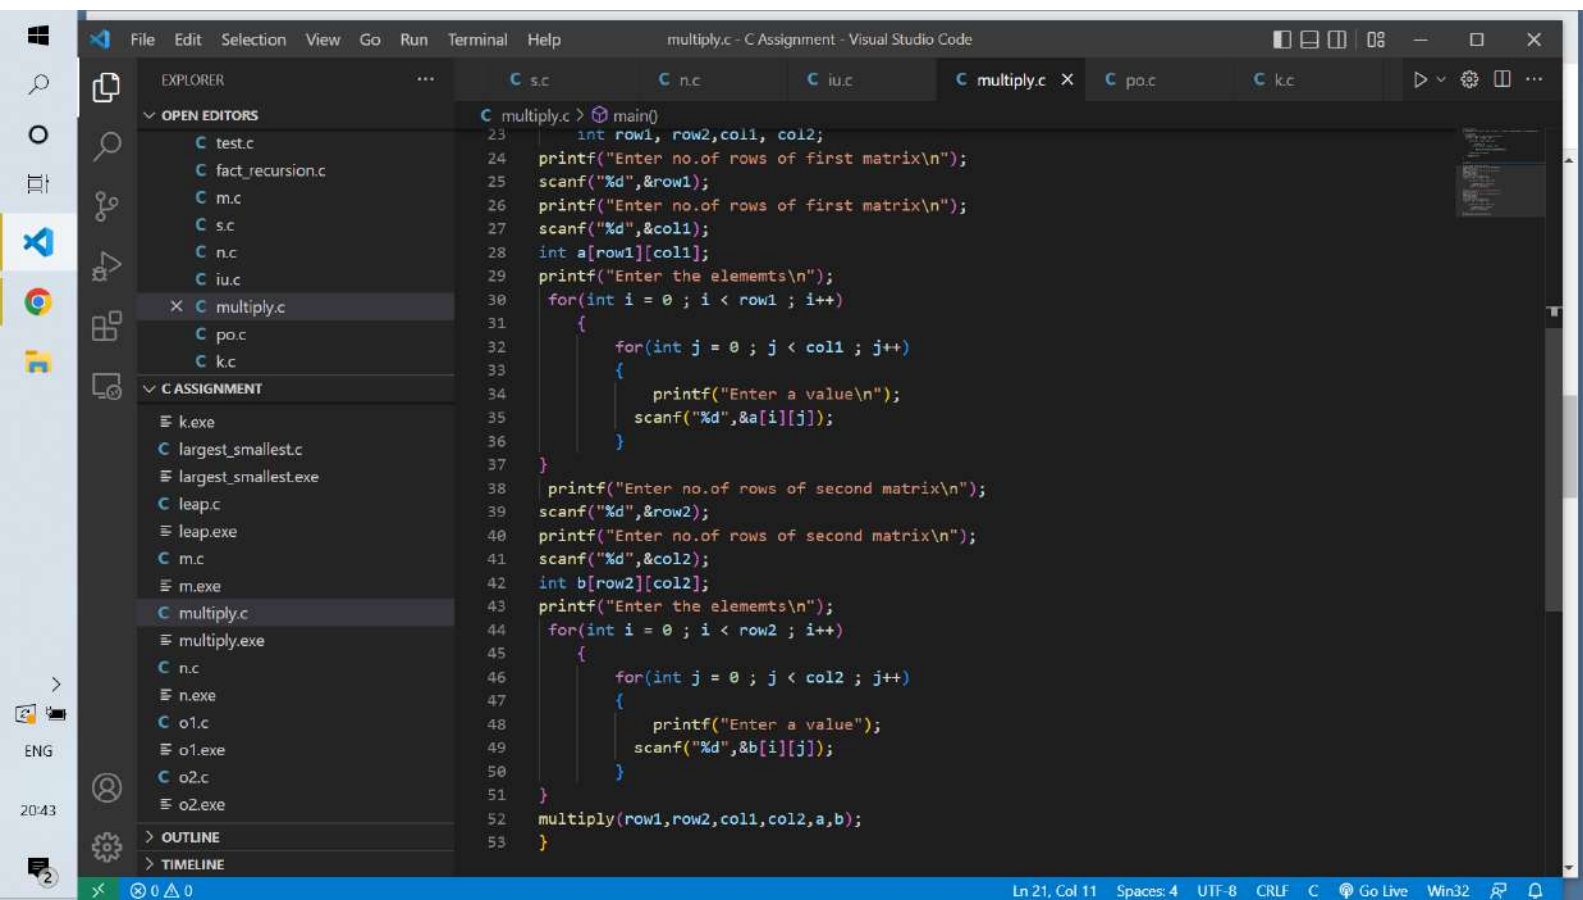 File Edit Selection View Go Run Terminal Help
multiply.c - C Assignment - Visual Studio Code
EXPLORER
OPEN EDITORS
C test.c
C fact_recursion.c
C m.c
C s.c
C n.c
C iu.c
C multiply.c
C po.c
C k.c
C ASSIGNMENT
k.exe
C largest_smallest.c
largest_smallest.exe
C leap.c
leap.exe
C m.c
m.exe
C multiply.c
multiply.exe
C n.c
n.exe
C o1.c
o1.exe
C o2.c
o2.exe
OUTLINE
TIMELINE
C s.c C n.c C iu.c C multiply.c C po.c C k.c
C multiply.c > main()
23 int row1, row2,col1, col2;
24 printf("Enter no.of rows of first matrix\n");
25 scanf("%d",&row1);
26 printf("Enter no.of rows of first matrix\n");
27 scanf("%d",&col1);
28 int a[row1][col1];
29 printf("Enter the elememts\n");
30 for(int i = 0 ; i < row1 ; i++)
31 {
32 for(int j = 0 ; j < col1 ; j++)
33 {
34 printf("Enter a value\n");
35 scanf("%d",&a[i][j]);
36 }
37 }
38 printf("Enter no.of rows of second matrix\n");
39 scanf("%d",&row2);
40 printf("Enter no.of rows of second matrix\n");
41 scanf("%d",&col2);
42 int b[row2][col2];
43 printf("Enter the elememts\n");
44 for(int i = 0 ; i < row2 ; i++)
45 {
46 for(int j = 0 ; j < col2 ; j++)
47 {
48 printf("Enter a value");
49 scanf("%d",&b[i][j]);
50 }
51 }
52 multiply(row1,row2,col1,col2,a,b);
53 }
ENG
20:43
2
0 0
Ln 21, Col 11 Spaces: 4 UTF-8 CRLF C Go Live Win32